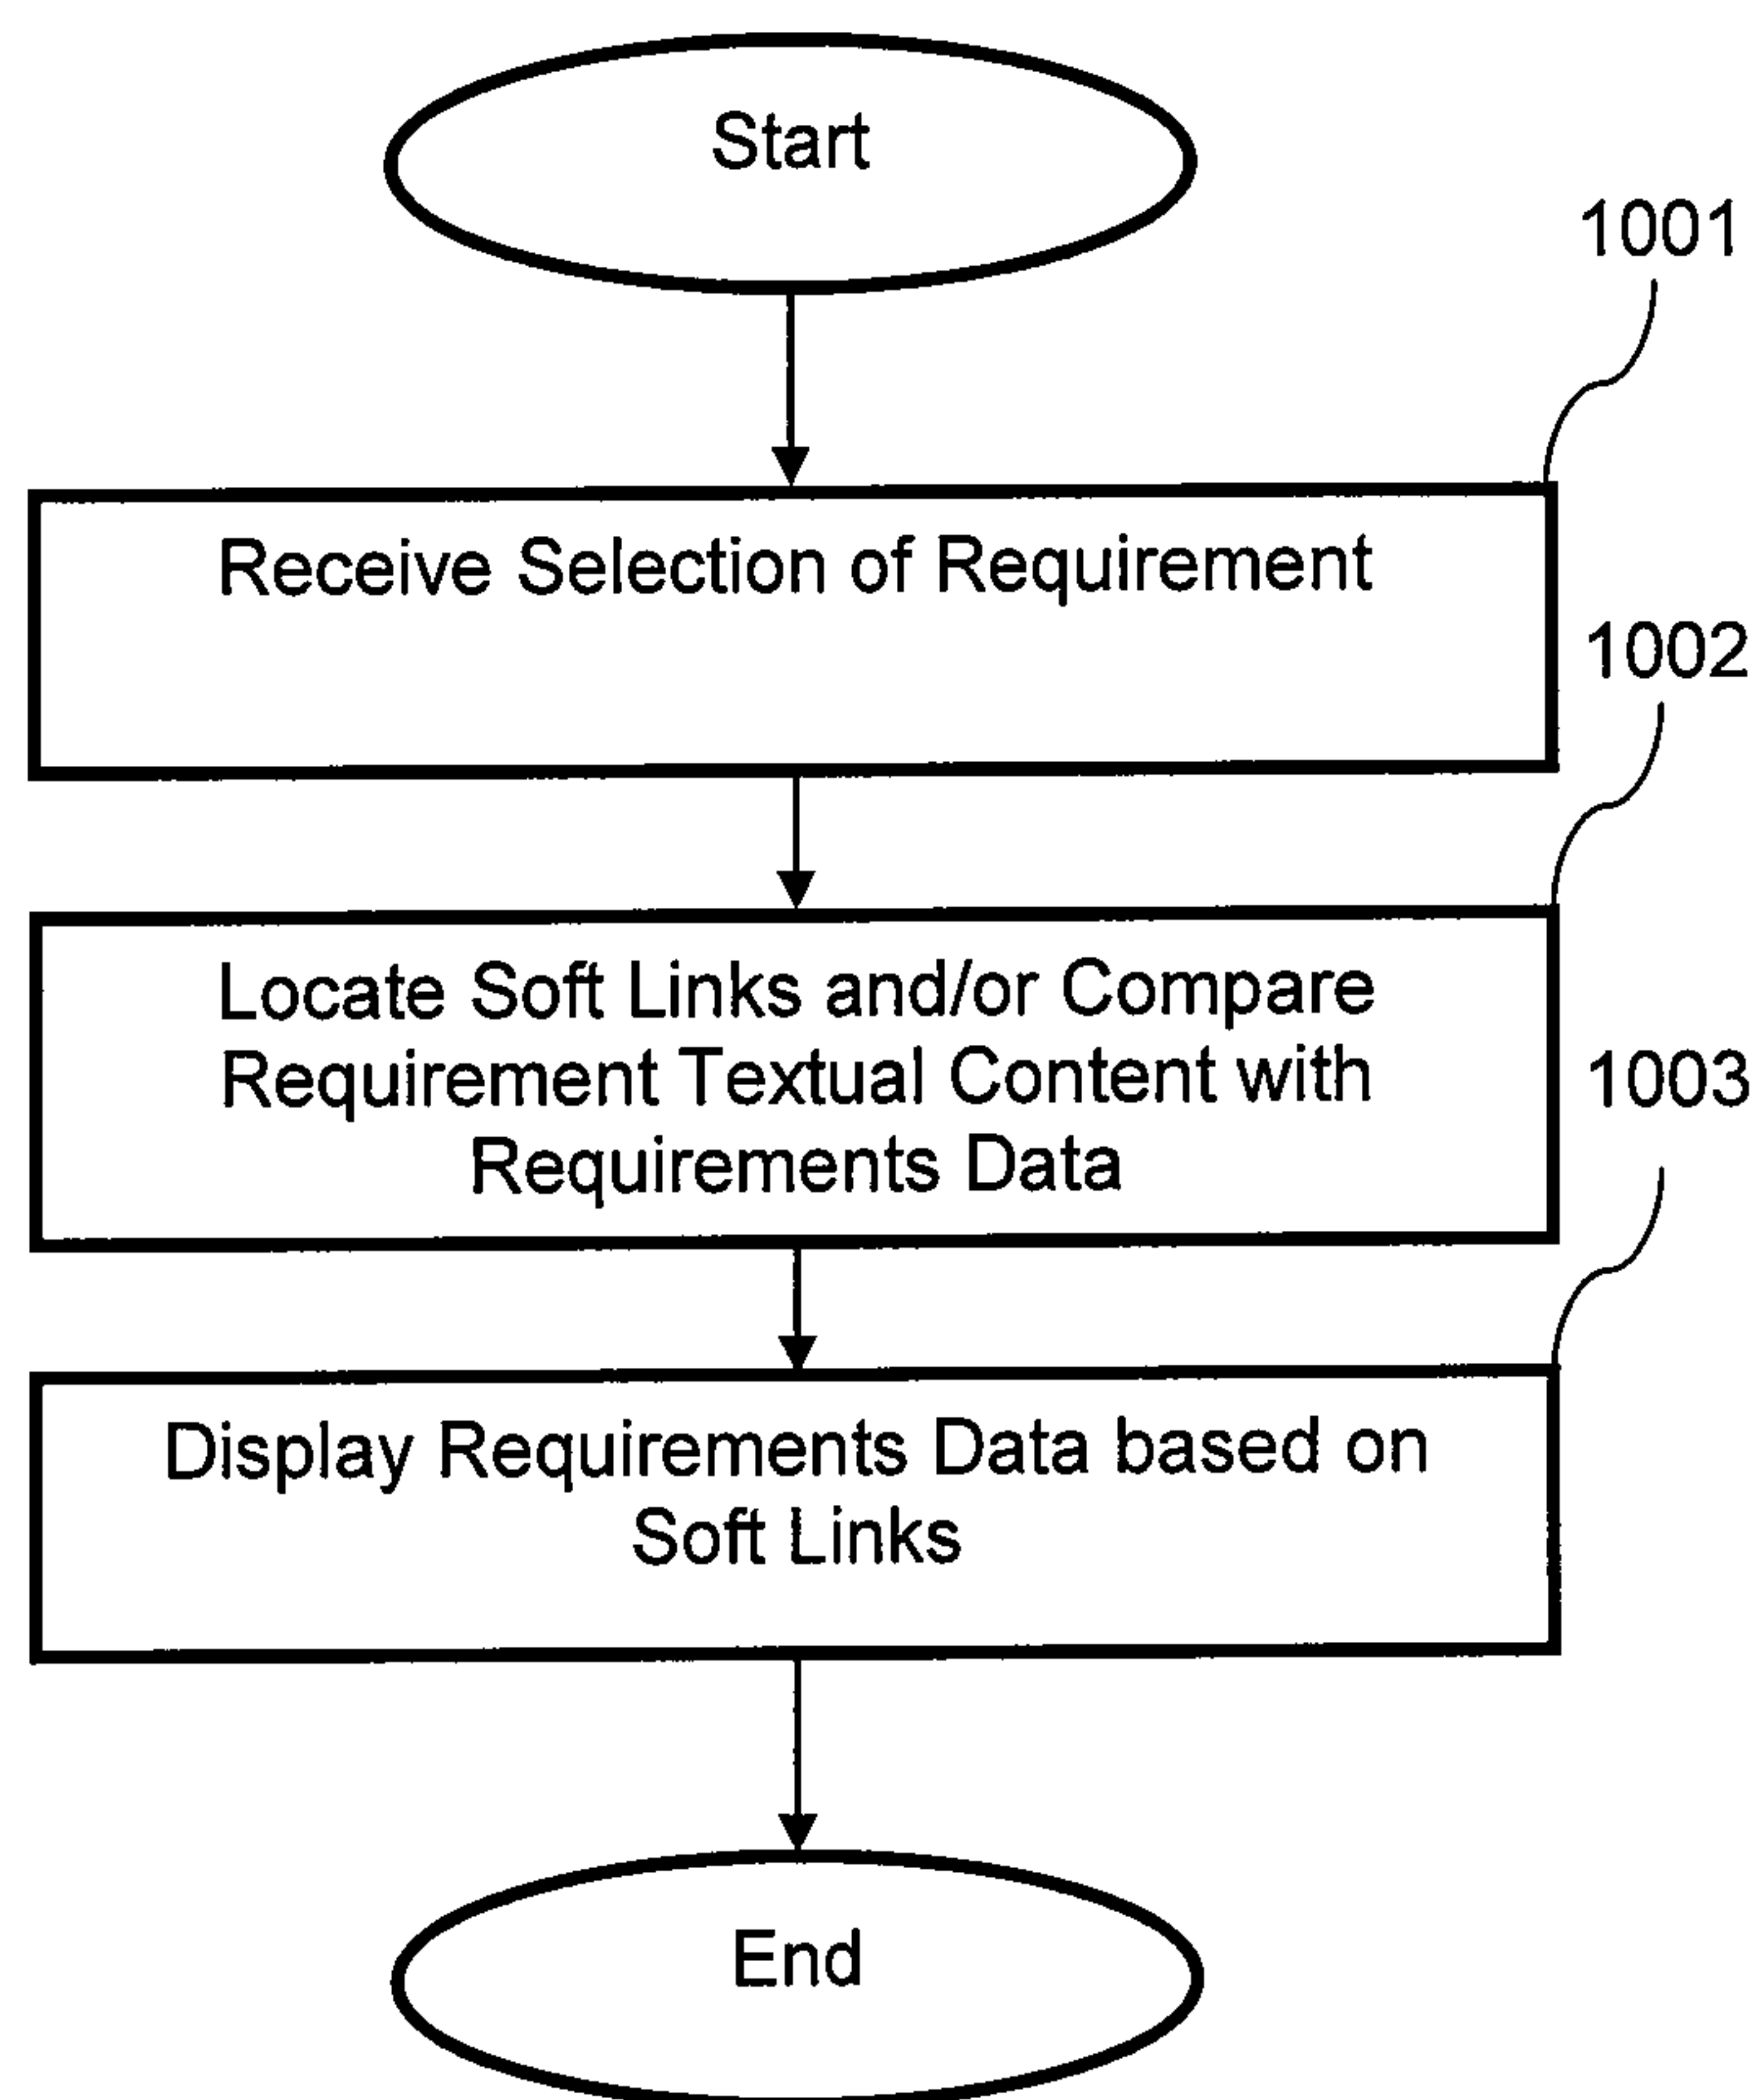 Start
1001
Receive Selection of Requirement
1002
Locate Soft Links and/or Compare
Requirement Textual Content with
Requirements Data
1003
Display Requirements Data based on
Soft Links
End